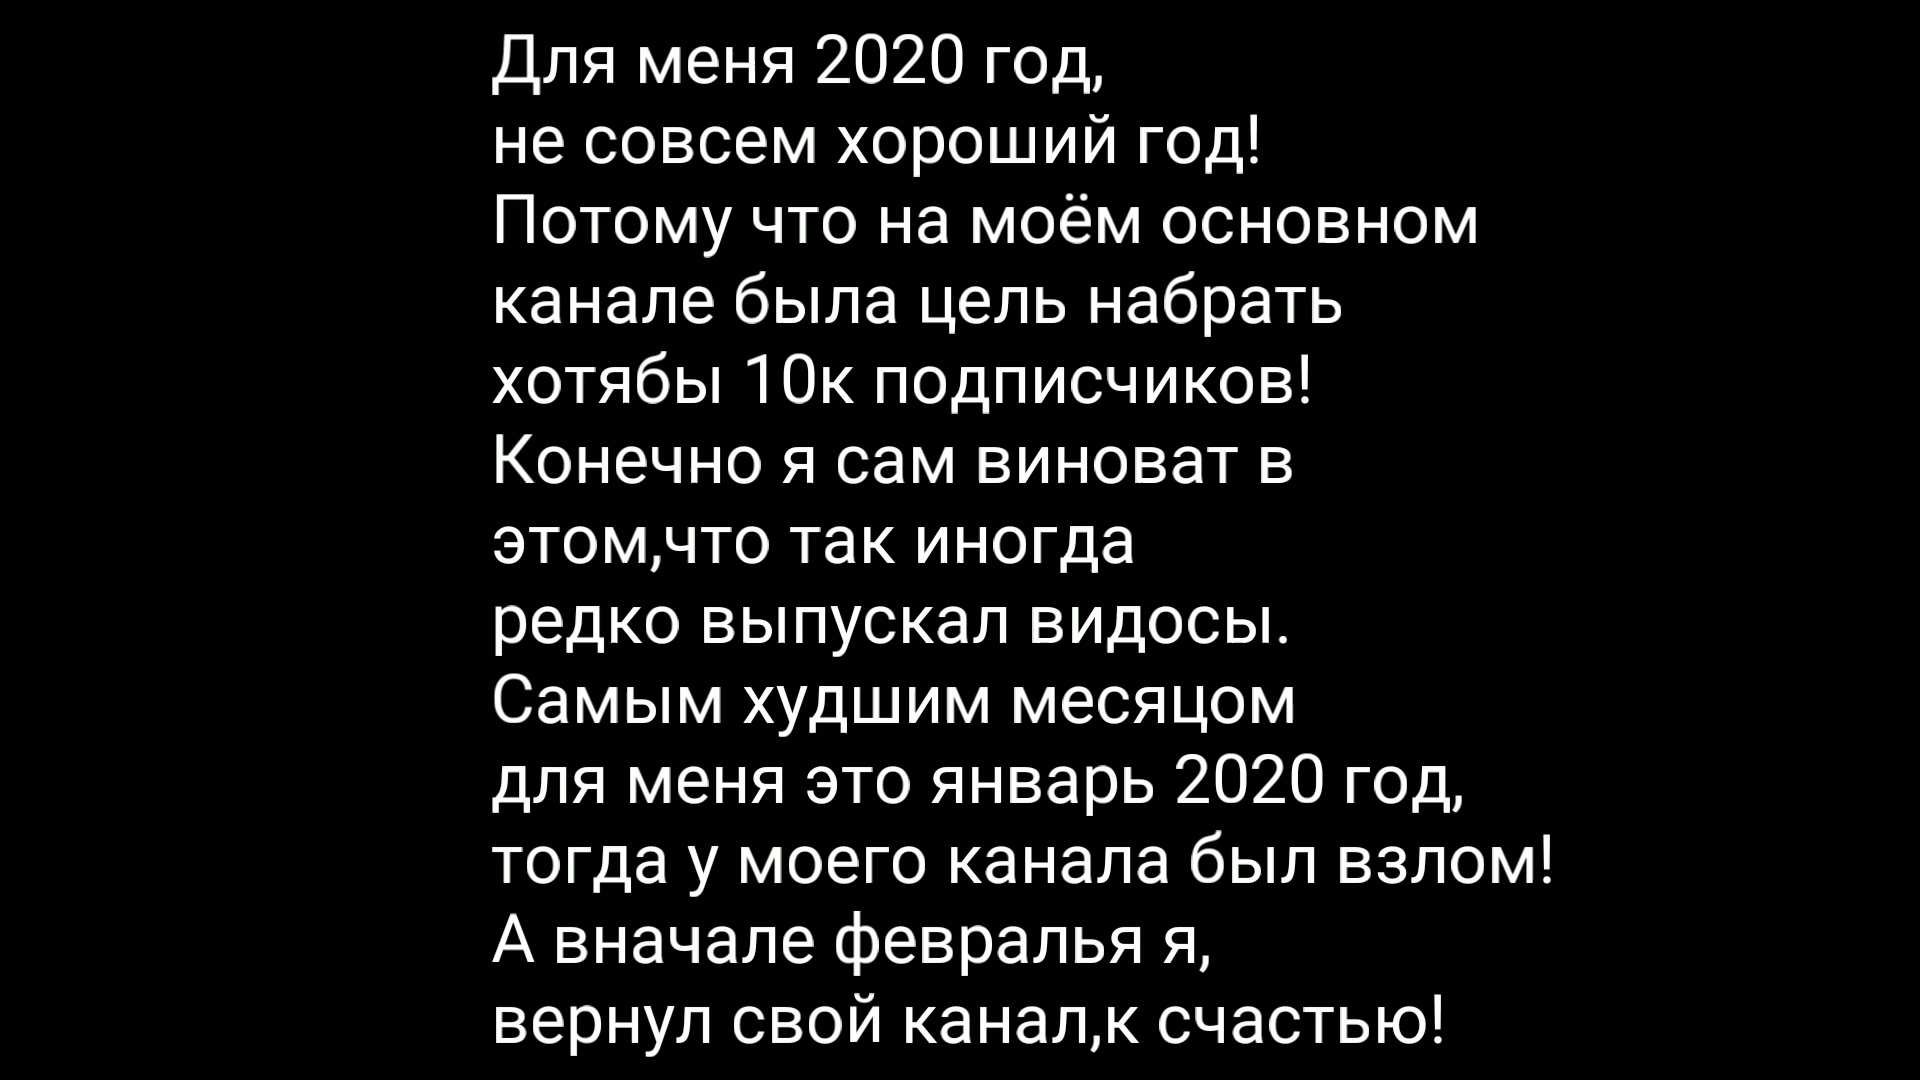 Для меня 2020 год,
не совсем хороший год!
Потому что на моём основном
канале была цель набрать
хотябы 10к подписчиков!
Конечно я сам виноват в
этом,что так иногда
редко выпускал видосы.
Самым худшим месяцом
для меня это январь 2020 год,
тогда у моего канала был взлом!
А вначале февралья я,
вернул свой канал,к счастью!